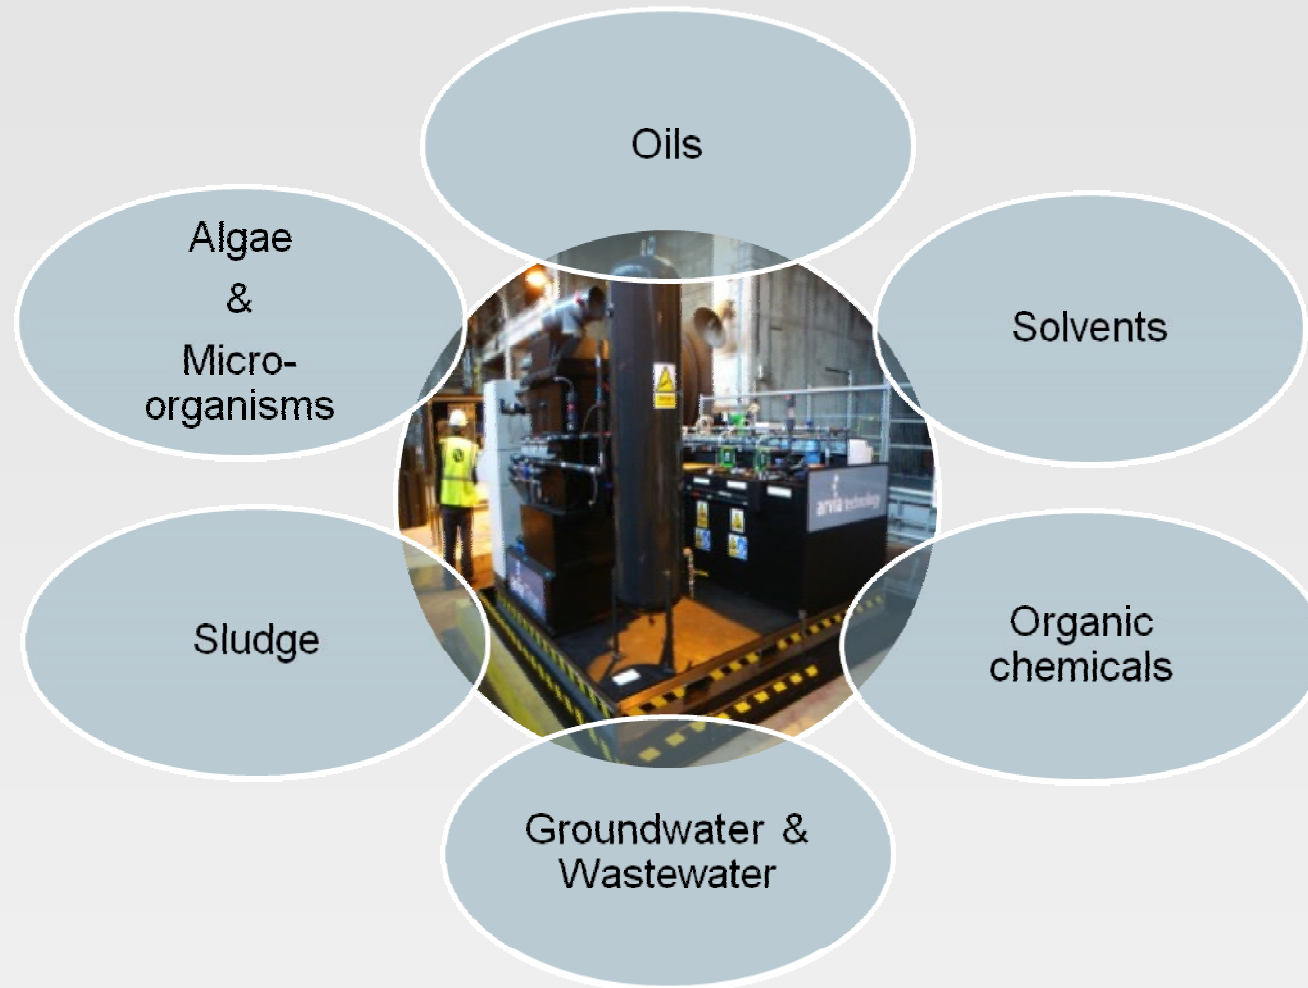 Oils
Algae
&
Micro-
organisms
Solvents
arvia technology
Sludge
Organic
chemicals
Groundwater &
Wastewater